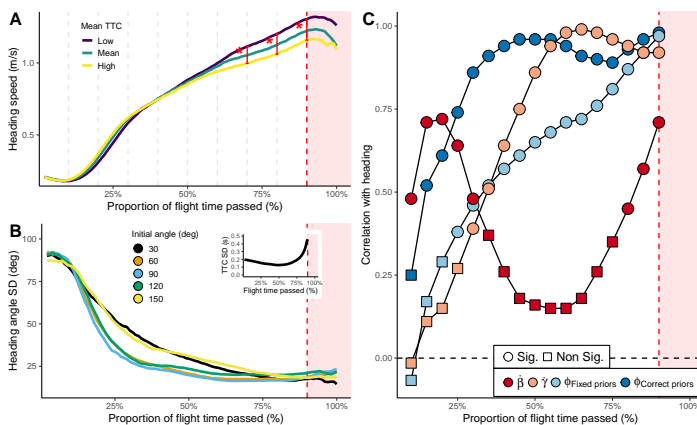 A
Mean TTC
Low
Mean
High
Heading speed (m/s)
1.0
0.5
* * *
25% 50% 75% 100%
Proportion of flight time passed (%)
B
Heading angle SD (deg)
100
75
50
25
Initial angle (deg)
30
60
90
120
150
TTC SD (s)
0.5
0.4
0.3
0.2
0.1
0
25% 50% 75% 100%
Flight time passed (%)
25% 50% 75% 100%
Proportion of flight time passed (%)
C
Correlation with heading
1.00
0.75
0.50
0.25
0.00
Sig. Non Sig.
β̇ γ̇ ϕFixed priors ϕCorrect priors
25% 50% 75% 100%
Proportion of flight time passed (%)